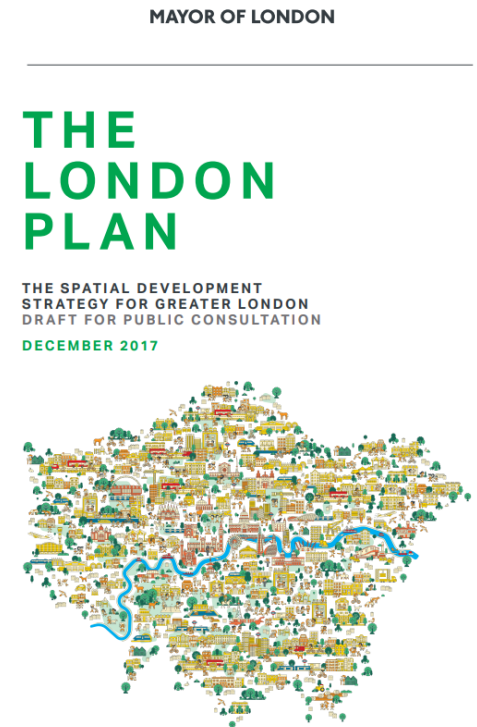 MAYOR OF LONDON
THE
LONDON
PLAN
THE SPATIAL DEVELOPMENT
STRATEGY FOR GREATER LONDON
DRAFT FOR PUBLIC CONSULTATION
DECEMBER 2017